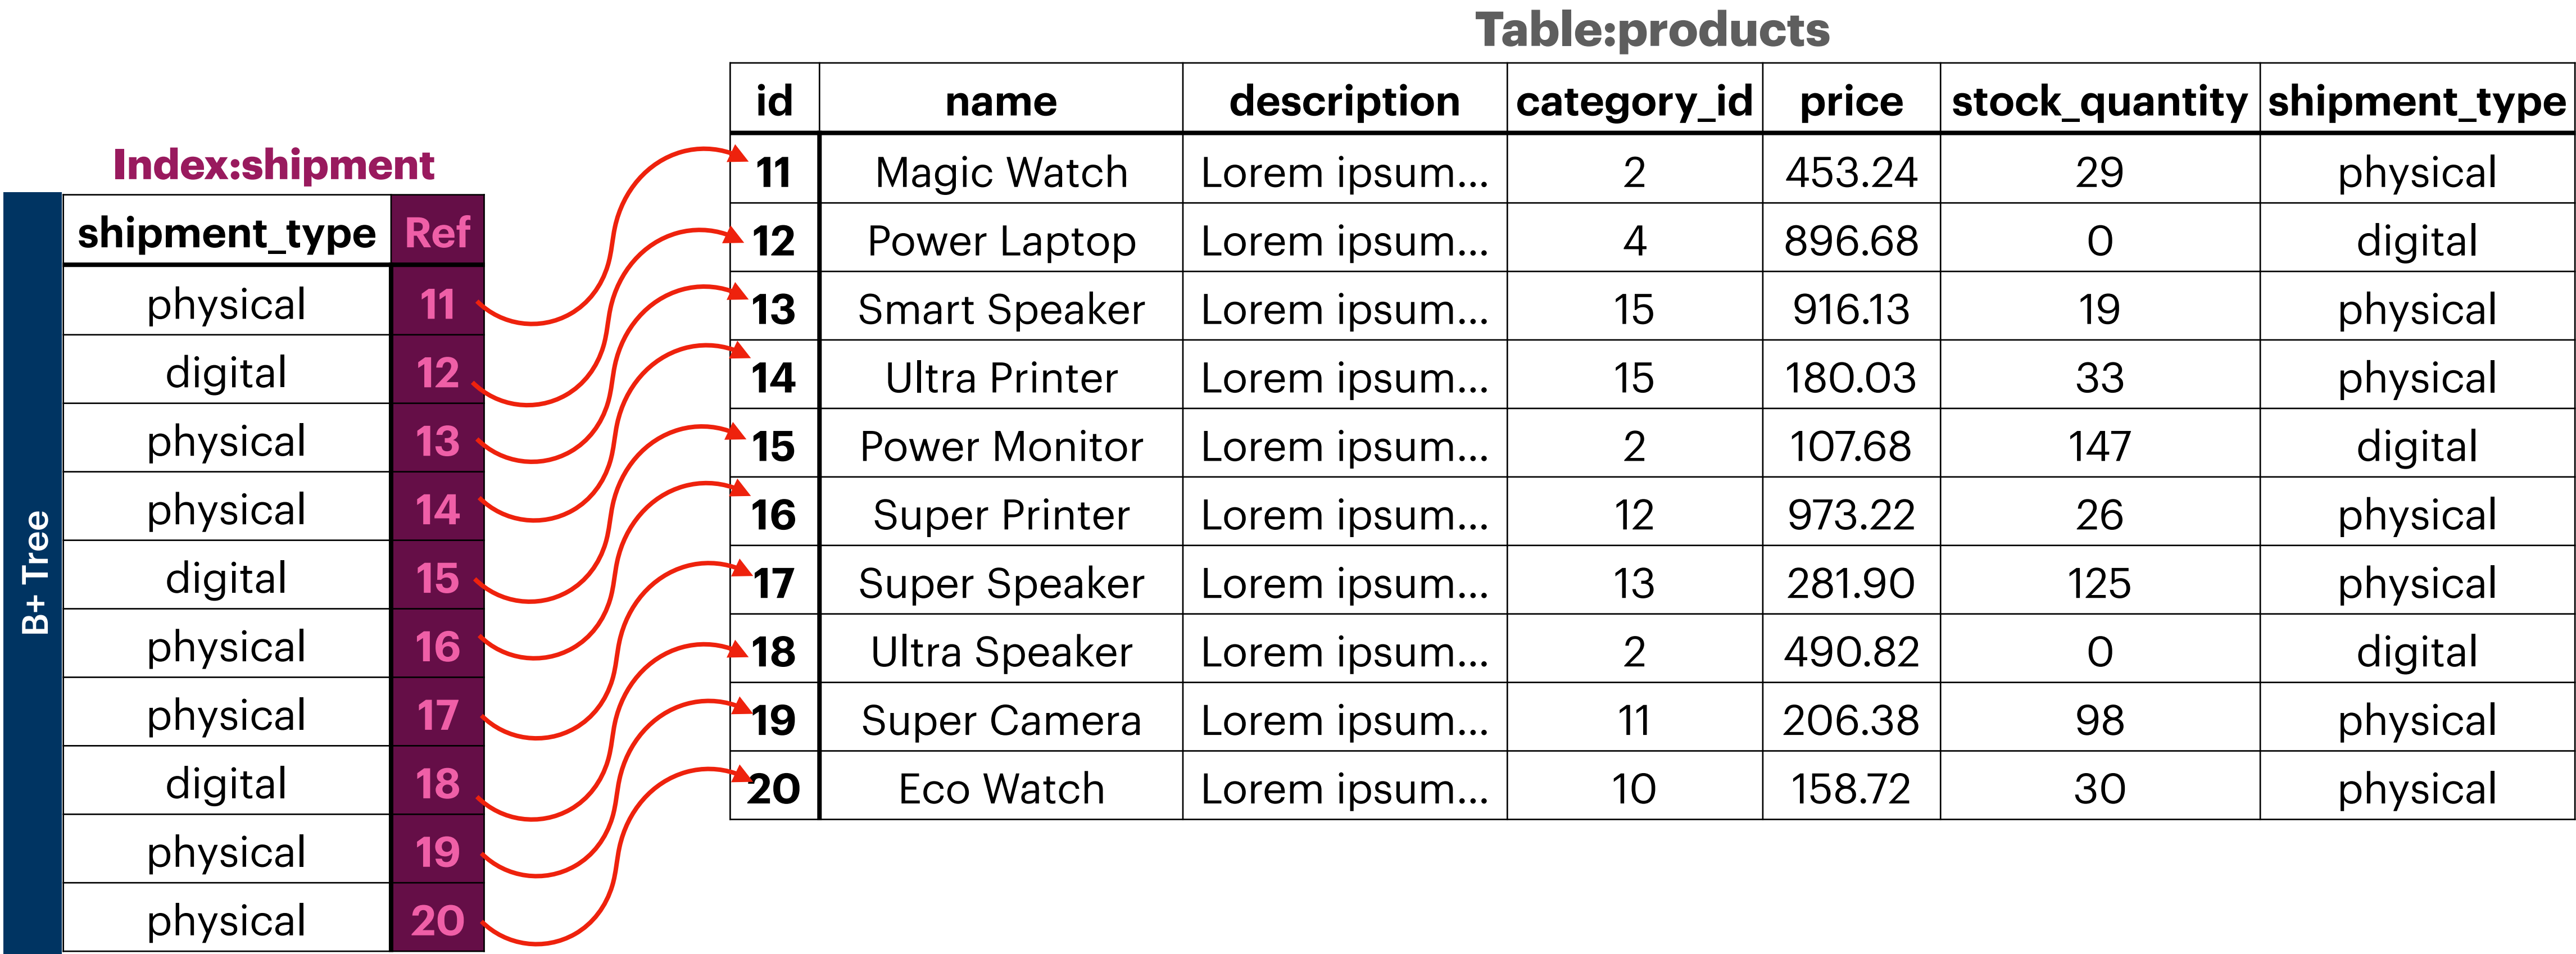 Table:products
id name description category_id price stock_quantity shipment_type
11 Magic Watch Lorem ipsum... 2 453.24 29 physical
12 Power Laptop Lorem ipsum... 4 896.68 0 digital
13 Smart Speaker Lorem ipsum... 15 916.13 19 physical
14 Ultra Printer Lorem ipsum... 15 180.03 33 physical
15 Power Monitor Lorem ipsum... 2 107.68 147 digital
16 Super Printer Lorem ipsum... 12 973.22 26 physical
17 Super Speaker Lorem ipsum... 13 281.90 125 physical
18 Ultra Speaker Lorem ipsum... 2 490.82 0 digital
19 Super Camera Lorem ipsum... 11 206.38 98 physical
20 Eco Watch Lorem ipsum... 10 158.72 30 physical
Index:shipment
B+ Tree
shipment_type Ref
physical 11
digital 12
physical 13
physical 14
digital 15
physical 16
physical 17
digital 18
physical 19
physical 20